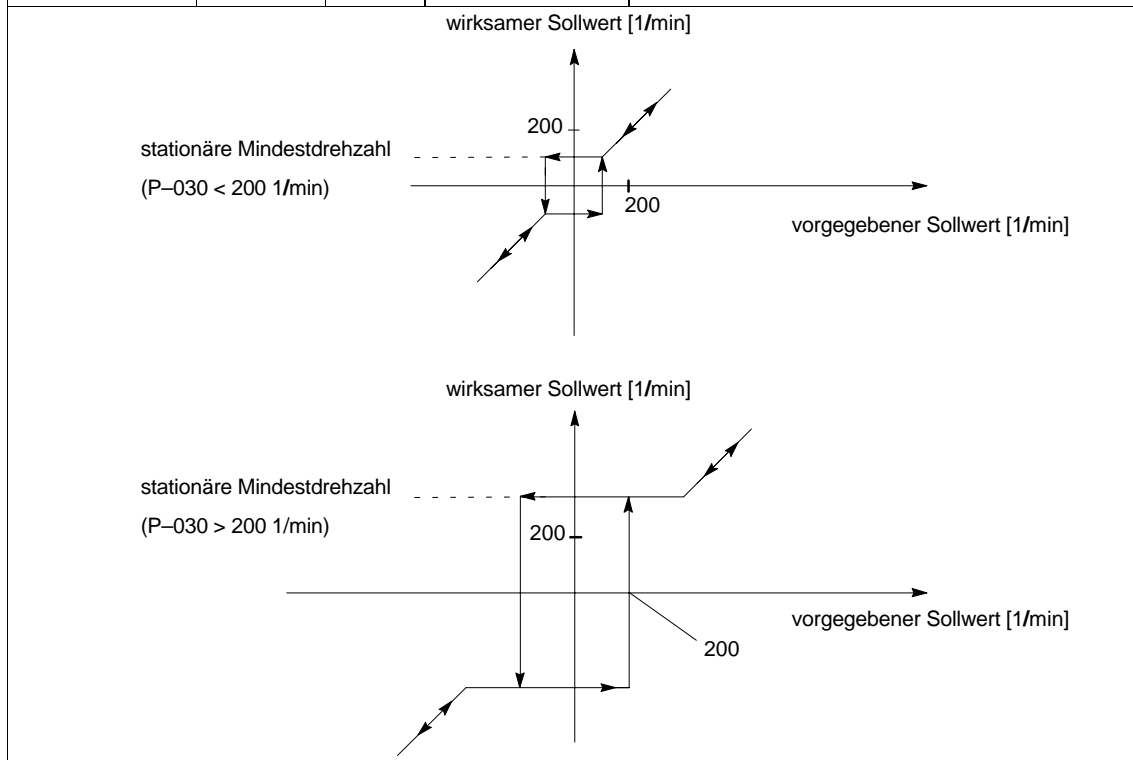 wirksamer Sollwert [1/min]
200
stationäre Mindestdrehzahl
(P–030 < 200 1/min)
200
vorgegebener Sollwert [1/min]
wirksamer Sollwert [1/min]
stationäre Mindestdrehzahl
(P–030 > 200 1/min)
200
vorgegebener Sollwert [1/min]
200